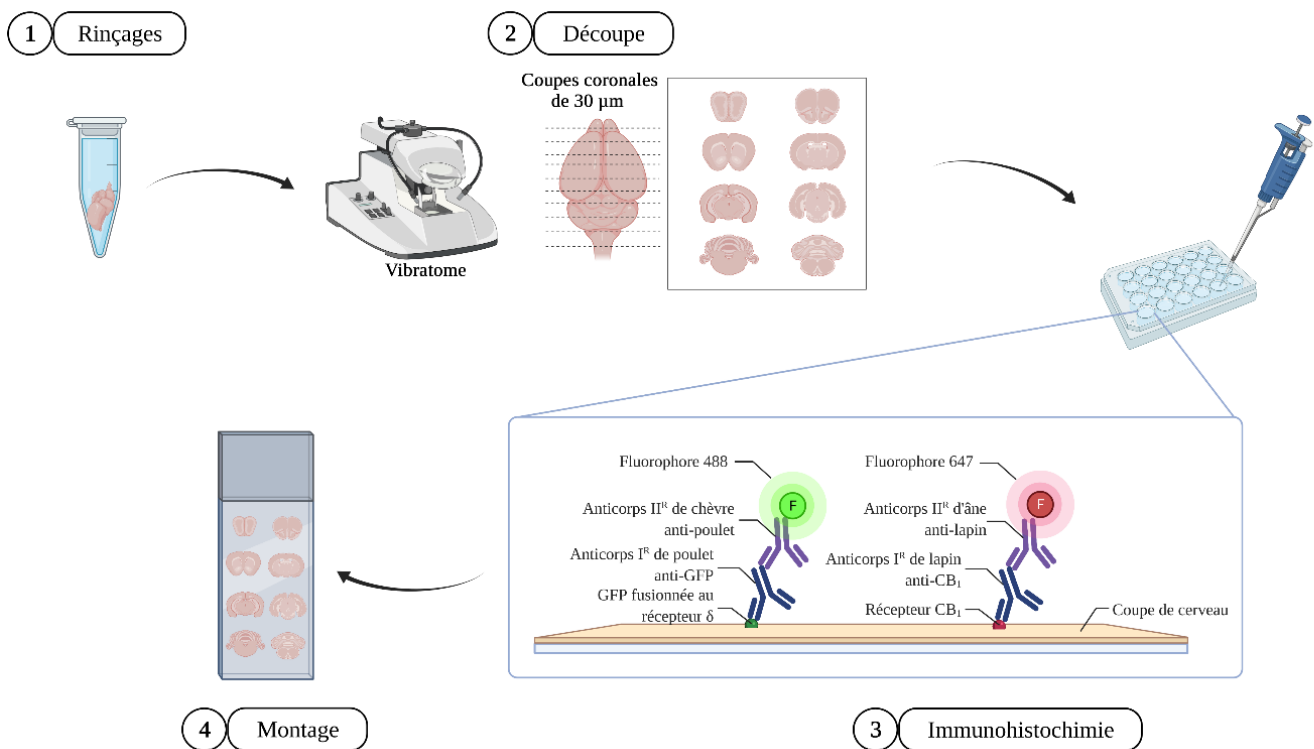 1 Rinçages
2 Découpe
Coupes coronales
de 30 µm
Vibratome
Fluorophore 488
Anticorps IIᴿ de chèvre
anti-poulet
Anticorps Iᴿ de poulet
anti-GFP
GFP fusionnée au
récepteur δ
F
Fluorophore 647
Anticorps IIᴿ d'âne
anti-lapin
Anticorps Iᴿ de lapin
anti-CB₁
Récepteur CB₁
F
Coupe de cerveau
3 Immunohistochimie
4 Montage